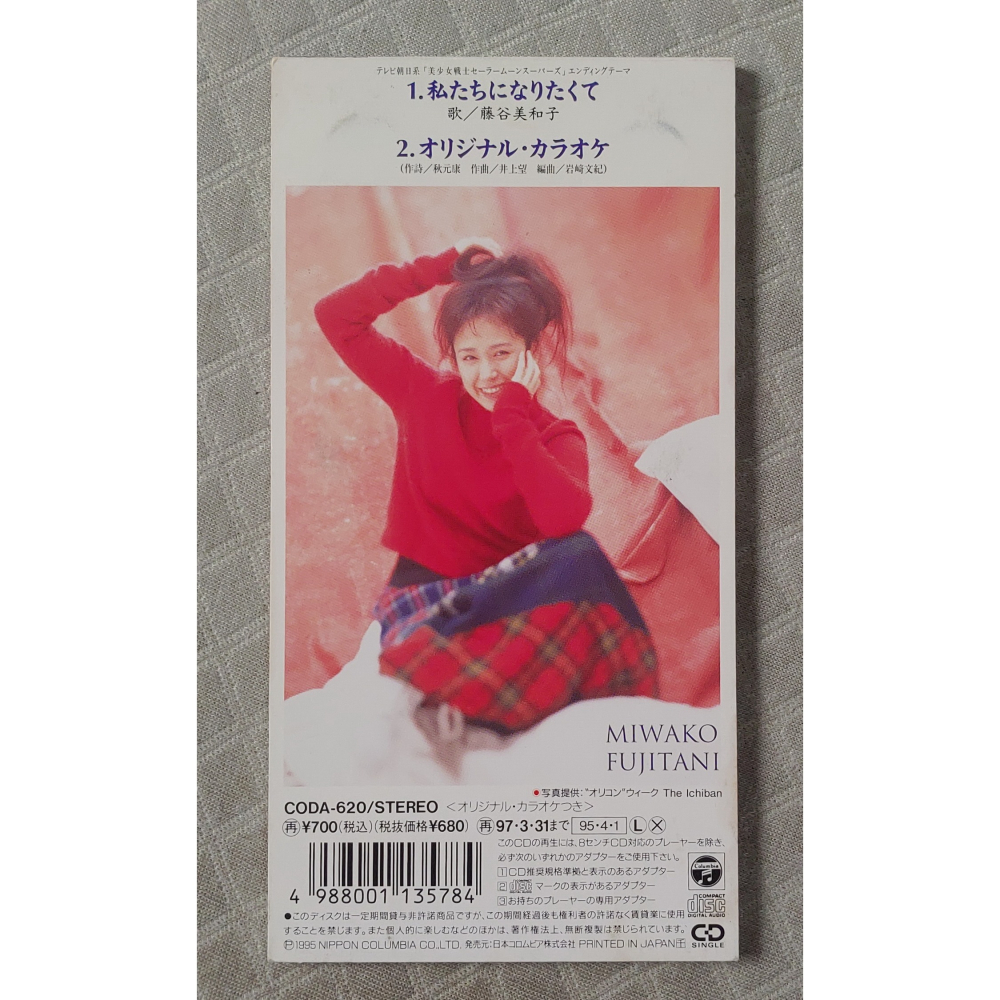 テレビ朝日系「美少女戦士セーラームーンスーパーズ」エンディングテーマ
1.私たちになりたくて
歌／藤谷美和子
2.オリジナル・カラオケ
(作詩／秋元康 作曲／井上望 編曲／岩崎文紀)
MIWAKO
FUJITANI
●写真提供:"オリコン"ウィーク The Ichiban
CODA-620/STEREO <オリジナル・カラオケつき>
再¥700(税込)(税抜価格¥680) 再97・3・31まで 95・4・1 L X
このCDの再生には、8センチCD対応のプレーヤーを除き、
必ず次のいずれかのアダプターをご使用下さい。
1 CD推奨規格準拠と表示のあるアダプター
2 マークの表示があるアダプター
3 お持ちのプレーヤーの専用アダプター
4 988001 135784
Columbia
COMPACT
disc
DIGITAL AUDIO
CD
SINGLE
●このディスクは一定期間貸与非許諾商品ですが、この期間経過後も権利者の許諾なく賃貸業に使用
することを禁じます。また個人的に楽しむなどのほかは、著作権法上、無断複製は禁じられています。
Ⓟ1995 NIPPON COLUMBIA CO.,LTD. 発売元:日本コロムビア株式会社 PRINTED IN JAPAN